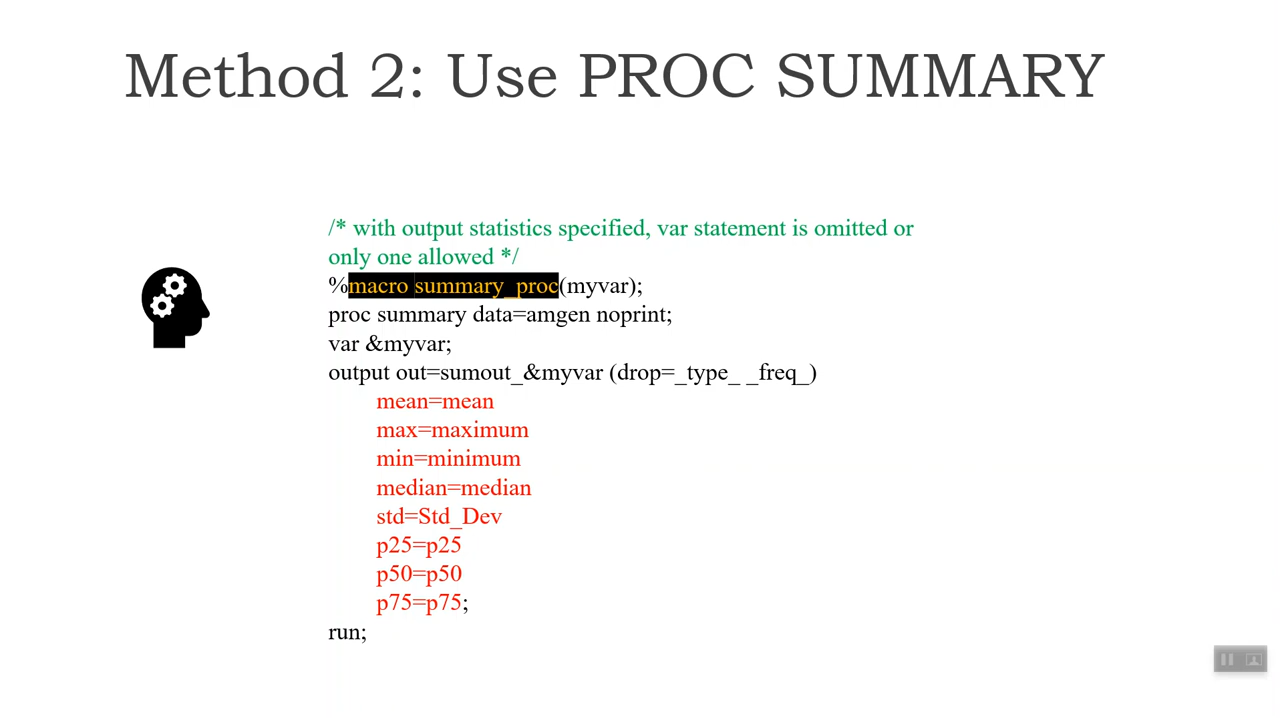 Method 2: Use PROC SUMMARY
/* with output statistics specified, var statement is omitted or
only one allowed */
%macro summary_proc(myvar);
proc summary data=amgen noprint;
var &myvar;
output out=sumout_&myvar (drop=_type_ _freq_)
mean=mean
max=maximum
min=minimum
median=median
std=Std_Dev
p25=p25
p50=p50
p75=p75;
run;